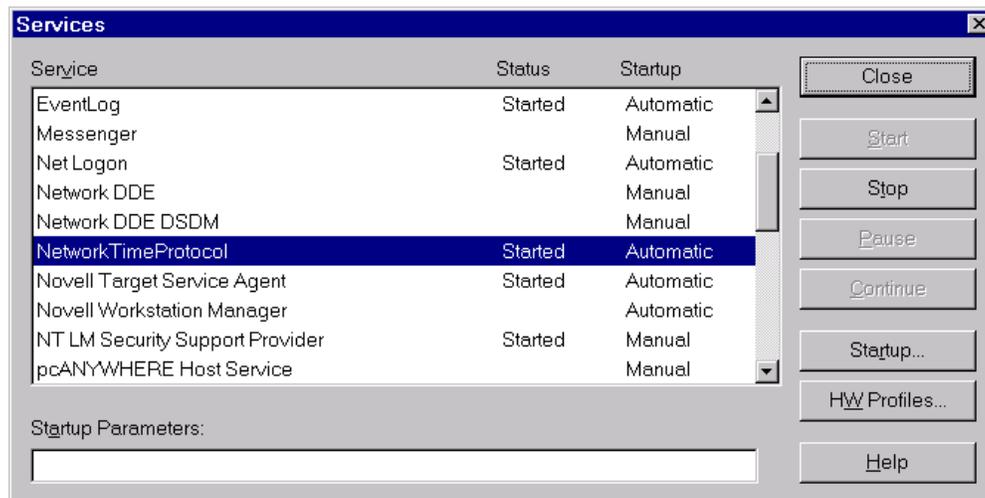 Services
Service Status Startup
EventLog Started Automatic
Messenger Manual
Net Logon Started Automatic
Network DDE Manual
Network DDE DSDM Manual
NetworkTimeProtocol Started Automatic
Novell Target Service Agent Started Automatic
Novell Workstation Manager Automatic
NT LM Security Support Provider Started Manual
pcANYWHERE Host Service Manual
Startup Parameters:
Close
Start
Stop
Pause
Continue
Startup...
HW Profiles...
Help